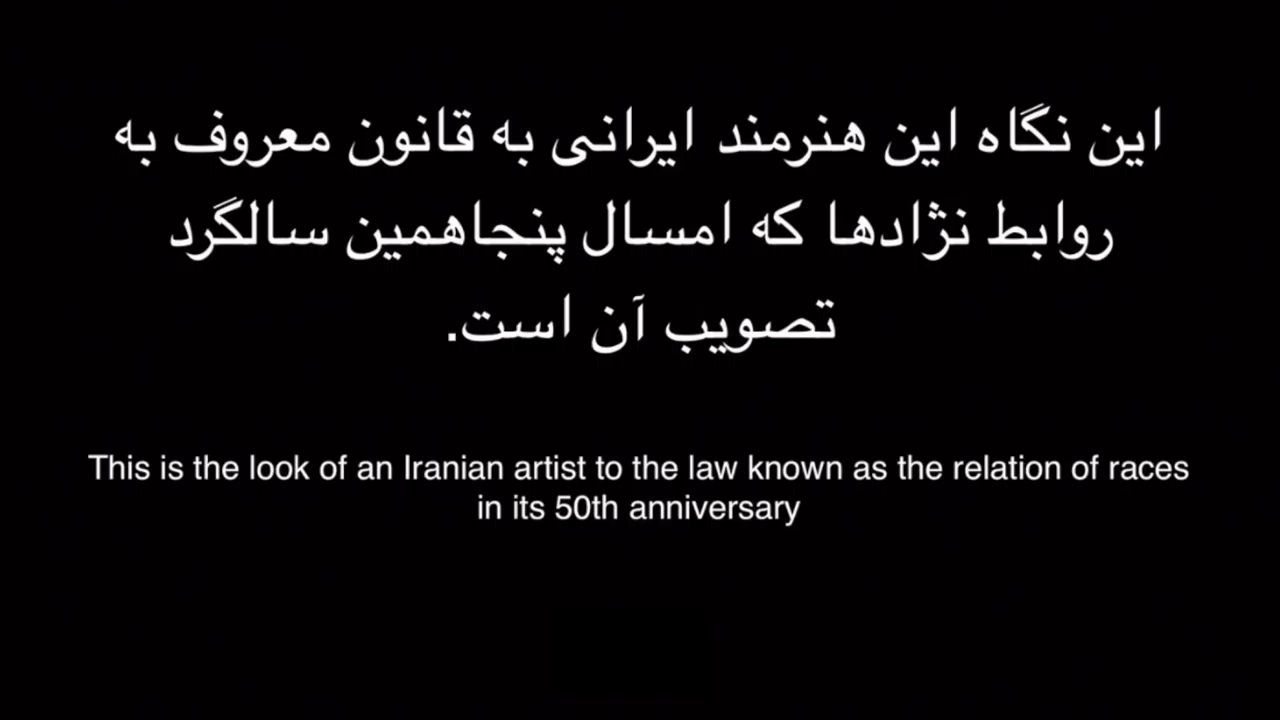 این نگاه این هنرمند ایرانی به قانون معروف به
روابط نژادها که امسال پنجاهمین سالگرد
تصویب آن است.
This is the look of an Iranian artist to the law known as the relation of races
in its 50th anniversary